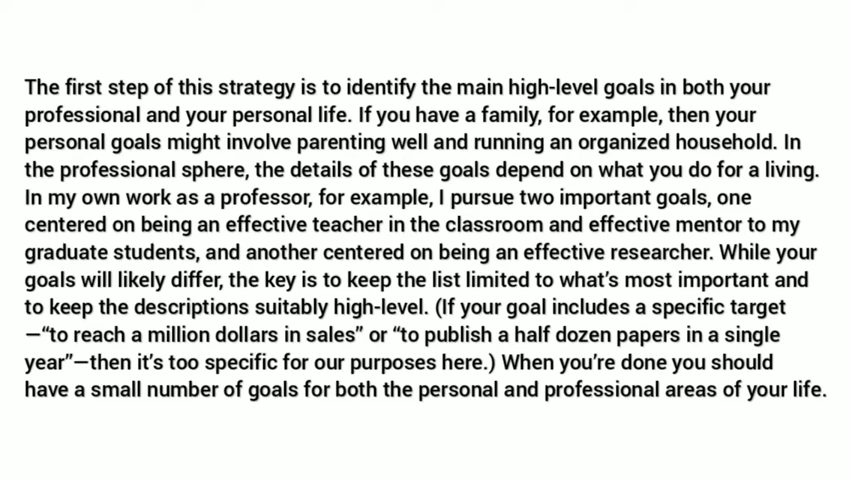 The first step of this strategy is to identify the main high-level goals in both your
professional and your personal life. If you have a family, for example, then your
personal goals might involve parenting well and running an organized household. In
the professional sphere, the details of these goals depend on what you do for a living.
In my own work as a professor, for example, I pursue two important goals, one
centered on being an effective teacher in the classroom and effective mentor to my
graduate students, and another centered on being an effective researcher. While your
goals will likely differ, the key is to keep the list limited to what’s most important and
to keep the descriptions suitably high-level. (If your goal includes a specific target
—“to reach a million dollars in sales” or “to publish a half dozen papers in a single
year”—then it’s too specific for our purposes here.) When you’re done you should
have a small number of goals for both the personal and professional areas of your life.